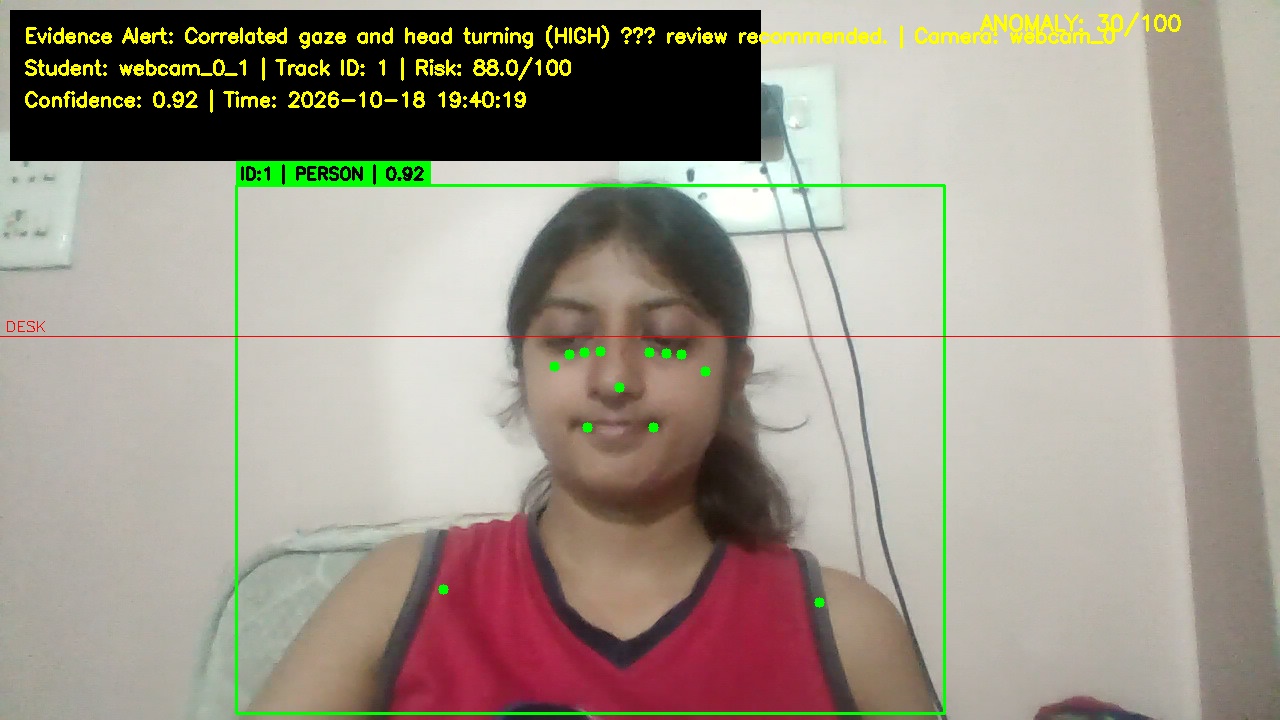 Evidence Alert: Correlated gaze and head turning (HIGH) ??? review recommended. | Camera: webcam_0
ANOMALY: 30/100
Student: webcam_0_1 | Track ID: 1 | Risk: 88.0/100
Confidence: 0.92 | Time: 2026-10-18 19:40:19
ID:1 | PERSON | 0.92
DESK